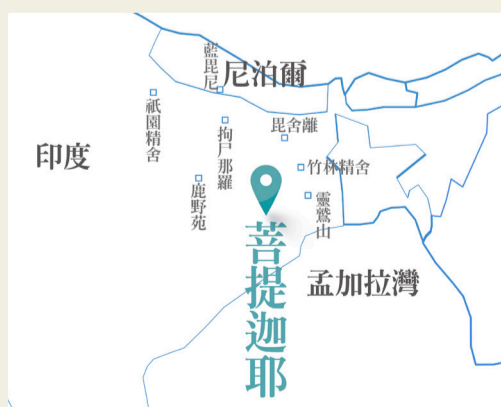 藍毘尼
尼泊爾
祇園精舍
拘尸那羅
毘舍離
印度
竹林精舍
鹿野苑
靈鷲山
菩提迦耶
孟加拉灣